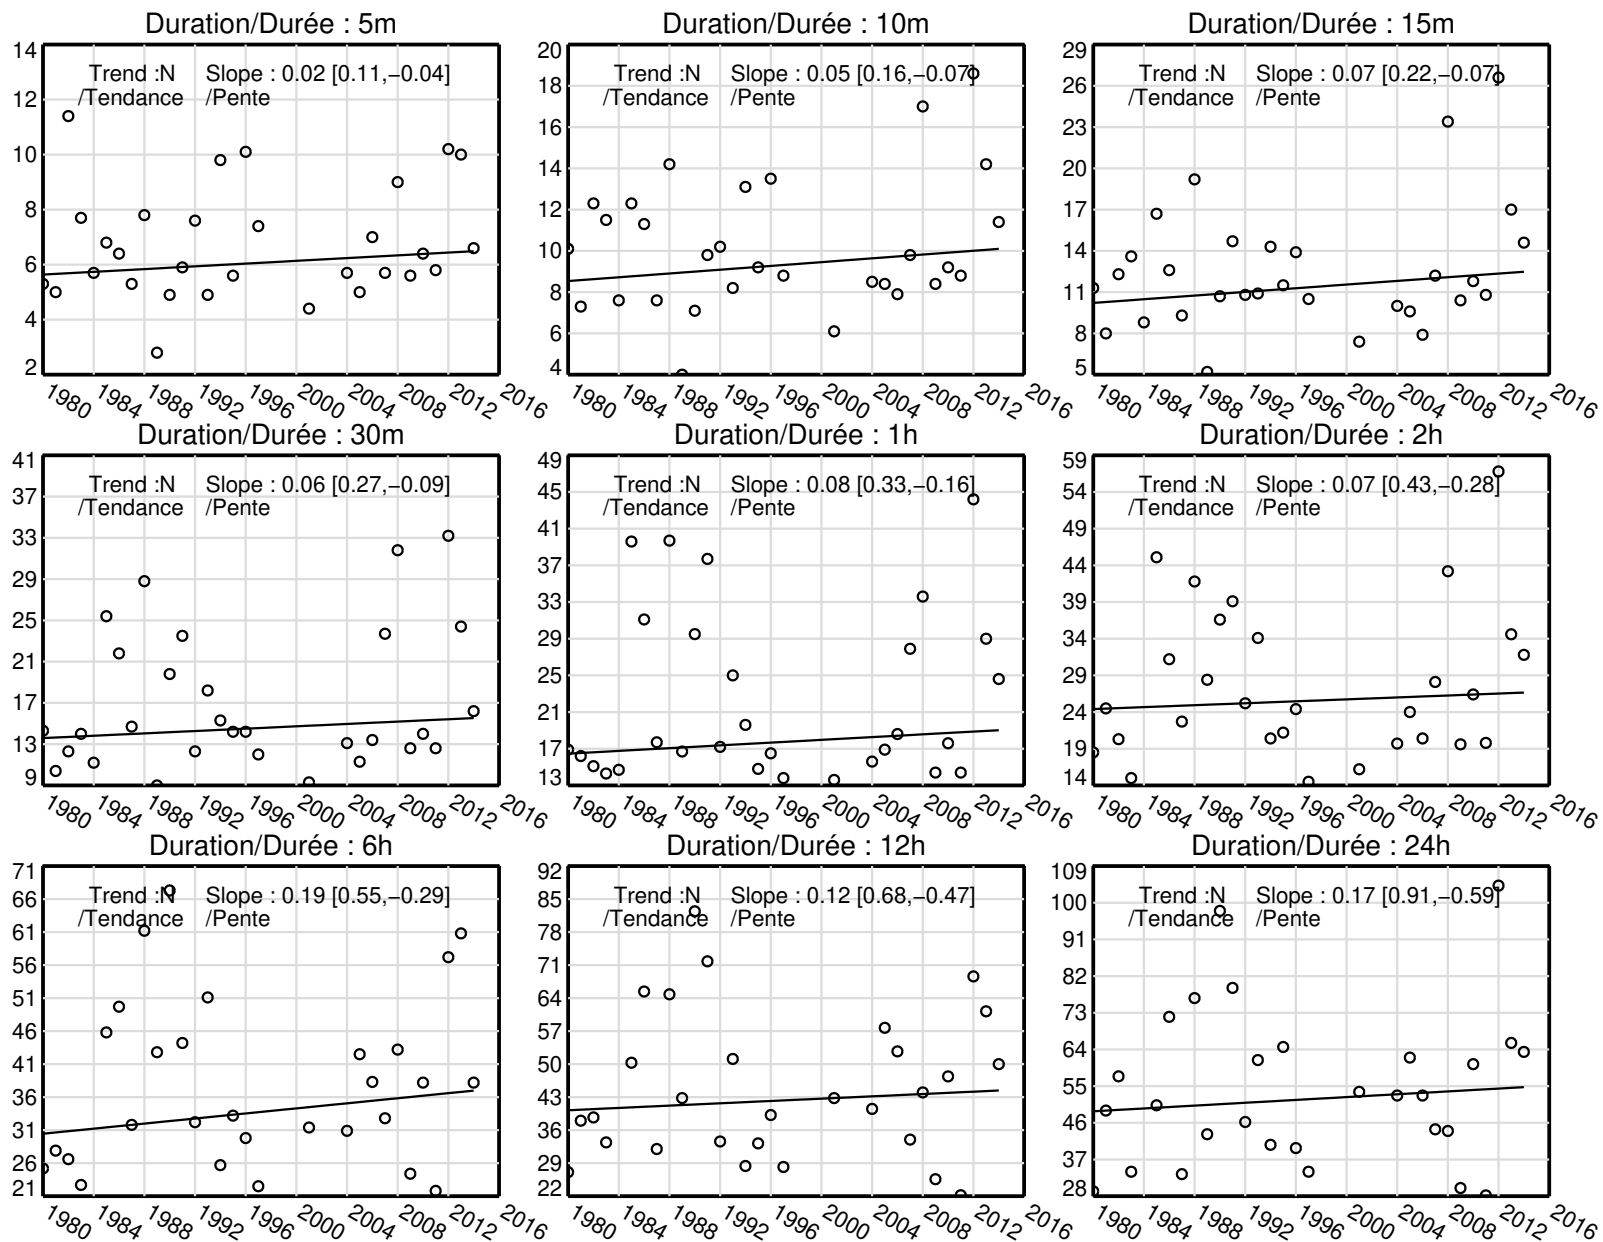 Duration/Durée : 5m
Trend :N Slope : 0.02 [0.11,−0.04]
/Tendance /Pente
14
12
10
8
6
4
2
1980 1984 1988 1992 1996 2000 2004 2008 2012 2016
Duration/Durée : 10m
Trend :N Slope : 0.05 [0.16,−0.07]
/Tendance /Pente
20
18
16
14
12
10
8
6
4
1980 1984 1988 1992 1996 2000 2004 2008 2012 2016
Duration/Durée : 15m
Trend :N Slope : 0.07 [0.22,−0.07]
/Tendance /Pente
29
26
23
20
17
14
11
8
5
1980 1984 1988 1992 1996 2000 2004 2008 2012 2016
Duration/Durée : 30m
Trend :N Slope : 0.06 [0.27,−0.09]
/Tendance /Pente
41
37
33
29
25
21
17
13
9
1980 1984 1988 1992 1996 2000 2004 2008 2012 2016
Duration/Durée : 1h
Trend :N Slope : 0.08 [0.33,−0.16]
/Tendance /Pente
49
45
41
37
33
29
25
21
17
13
1980 1984 1988 1992 1996 2000 2004 2008 2012 2016
Duration/Durée : 2h
Trend :N Slope : 0.07 [0.43,−0.28]
/Tendance /Pente
59
54
49
44
39
34
29
24
19
14
1980 1984 1988 1992 1996 2000 2004 2008 2012 2016
Duration/Durée : 6h
Trend :N Slope : 0.19 [0.55,−0.29]
/Tendance /Pente
71
66
61
56
51
46
41
36
31
26
21
1980 1984 1988 1992 1996 2000 2004 2008 2012 2016
Duration/Durée : 12h
Trend :N Slope : 0.12 [0.68,−0.47]
/Tendance /Pente
92
85
78
71
64
57
50
43
36
29
22
1980 1984 1988 1992 1996 2000 2004 2008 2012 2016
Duration/Durée : 24h
Trend :N Slope : 0.17 [0.91,−0.59]
/Tendance /Pente
109
100
91
82
73
64
55
46
37
28
1980 1984 1988 1992 1996 2000 2004 2008 2012 2016